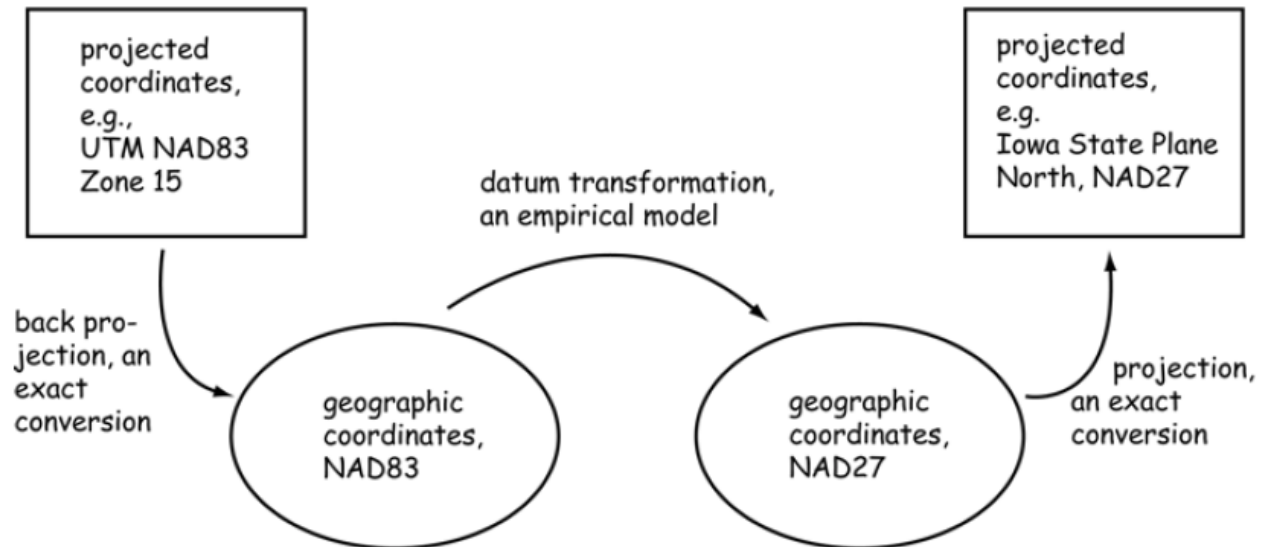 projected
coordinates,
e.g.,
UTM NAD83
Zone 15
back pro-
jection, an
exact
conversion
geographic
coordinates,
NAD83
datum transformation,
an empirical model
geographic
coordinates,
NAD27
projection,
an exact
conversion
projected
coordinates,
e.g.
Iowa State Plane
North, NAD27